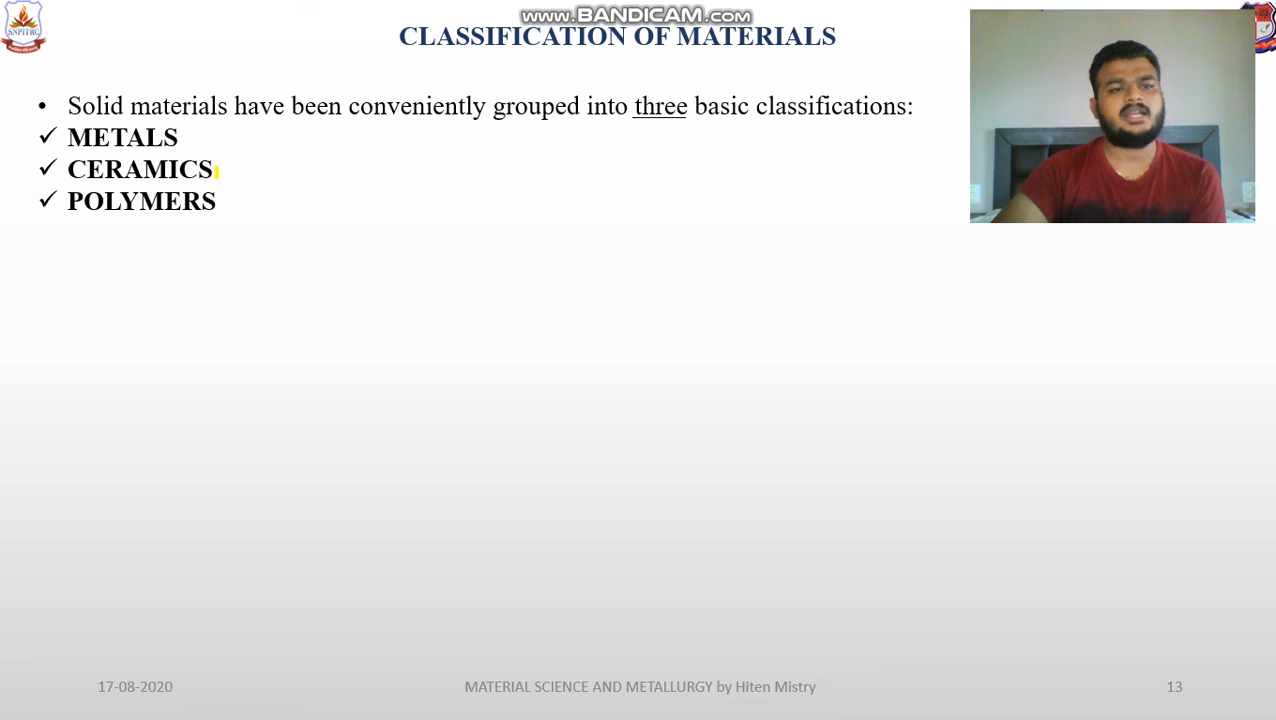 www.BANDICAM.com
SNPITRC
CLASSIFICATION OF MATERIALS
• Solid materials have been conveniently grouped into three basic classifications:
✓ METALS
✓ CERAMICS
✓ POLYMERS
17-08-2020
MATERIAL SCIENCE AND METALLURGY by Hiten Mistry
13